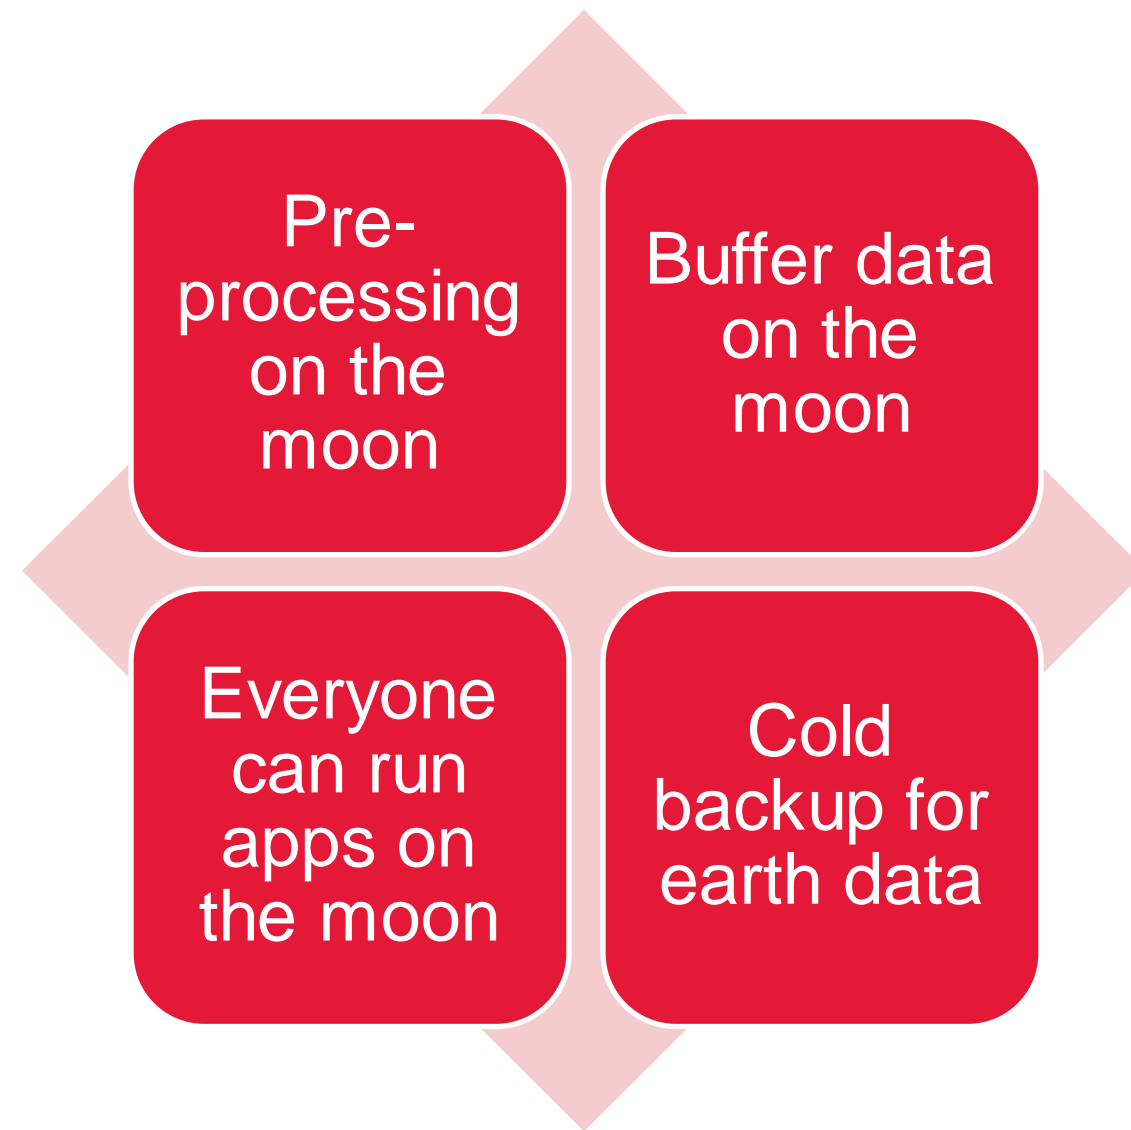 Pre-
processing
on the
moon
Buffer data
on the
moon
Everyone
can run
apps on
the moon
Cold
backup for
earth data